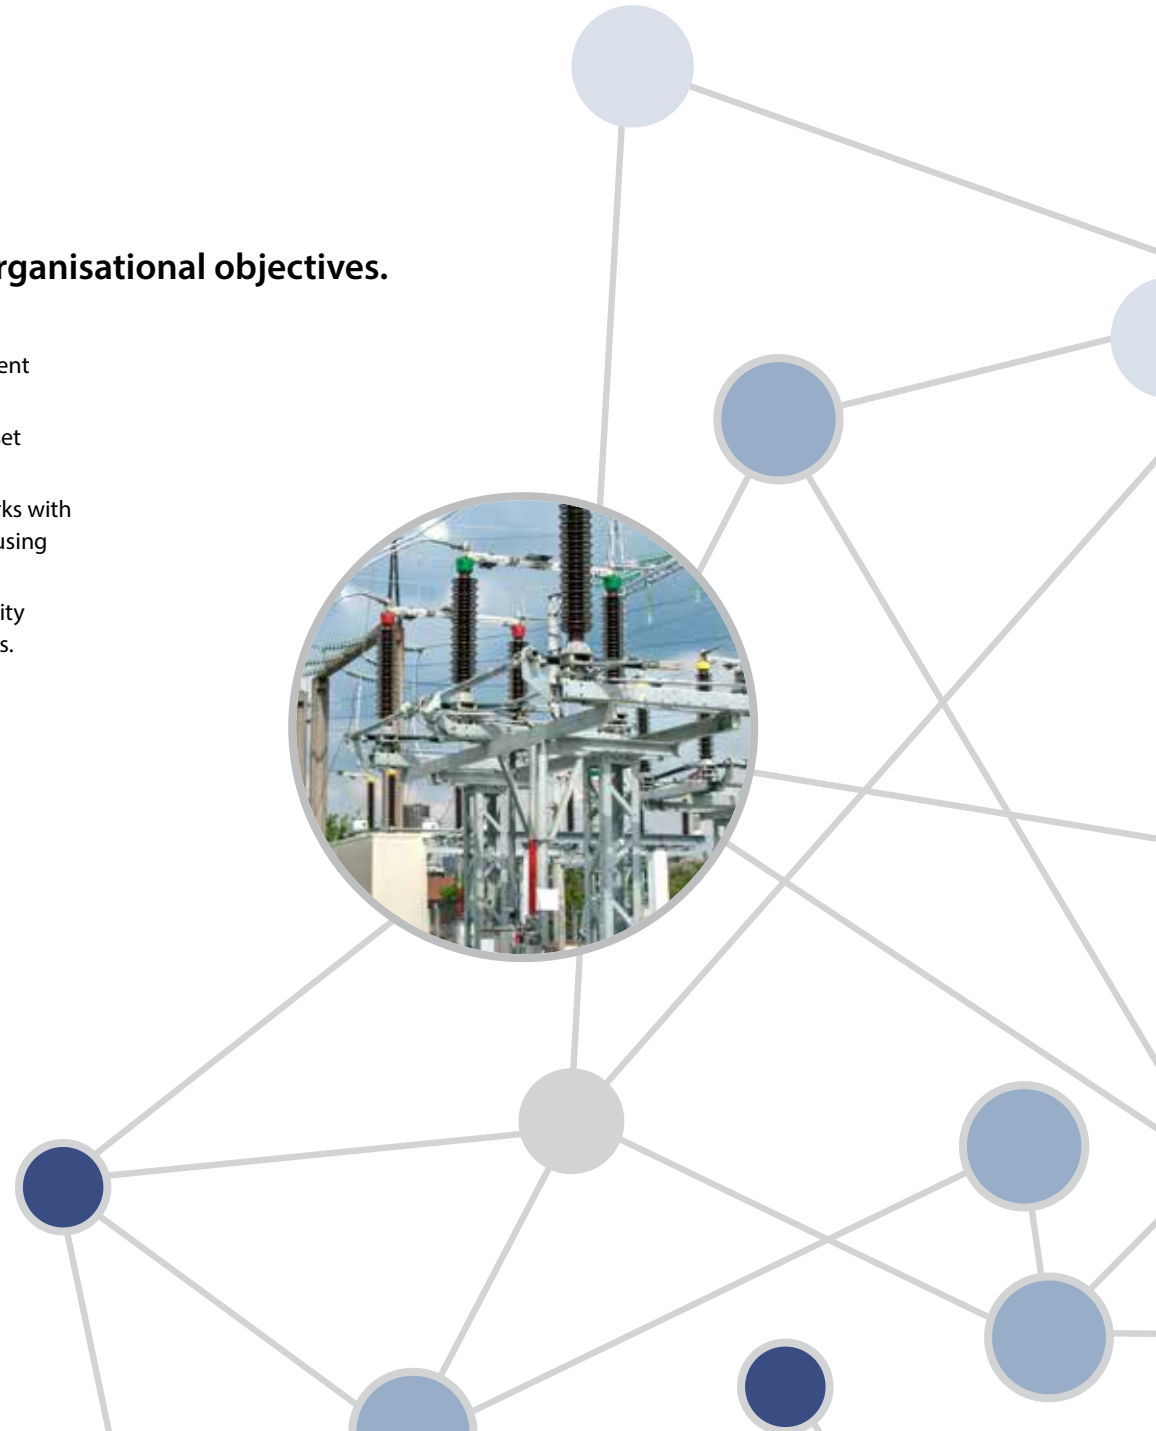 rganisational objectives.
ent
et
ks with
using
ity
s.